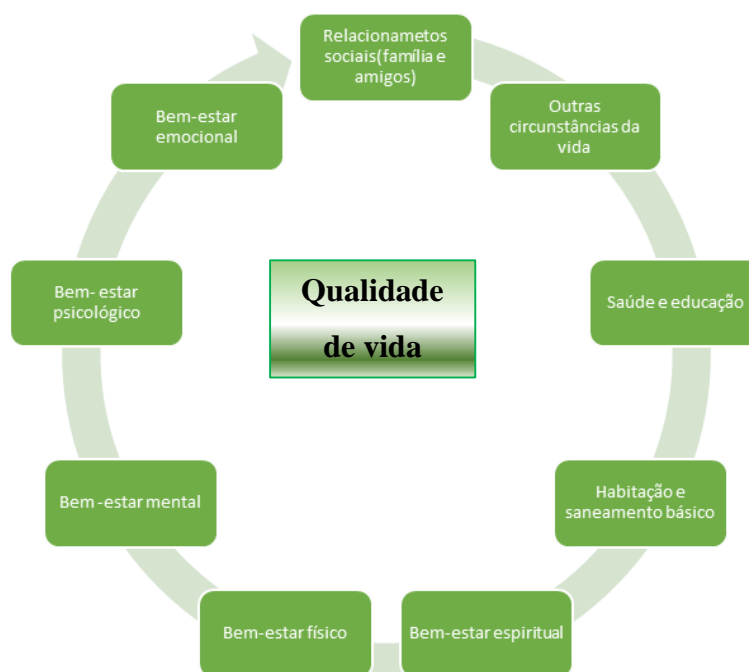 Relacionametos
sociais(família e
amigos)
Outras
circunstâncias da
vida
Saúde e educação
Habitação e
saneamento básico
Bem-estar espiritual
Bem-estar físico
Bem -estar mental
Bem- estar
psicológico
Bem-estar
emocional
Qualidade
de vida